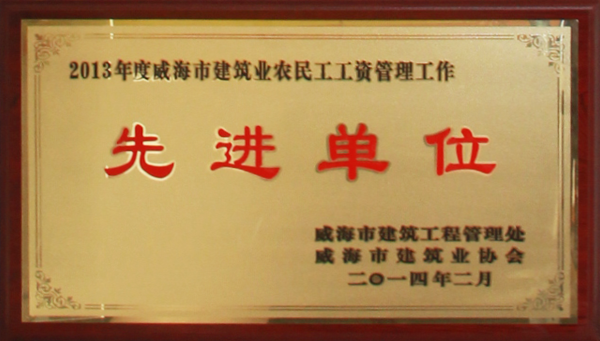 2013年度威海市建筑业农民工工资管理工作
先进单位
威海市建筑工程管理处
威海市建筑业协会
二〇一四年二月